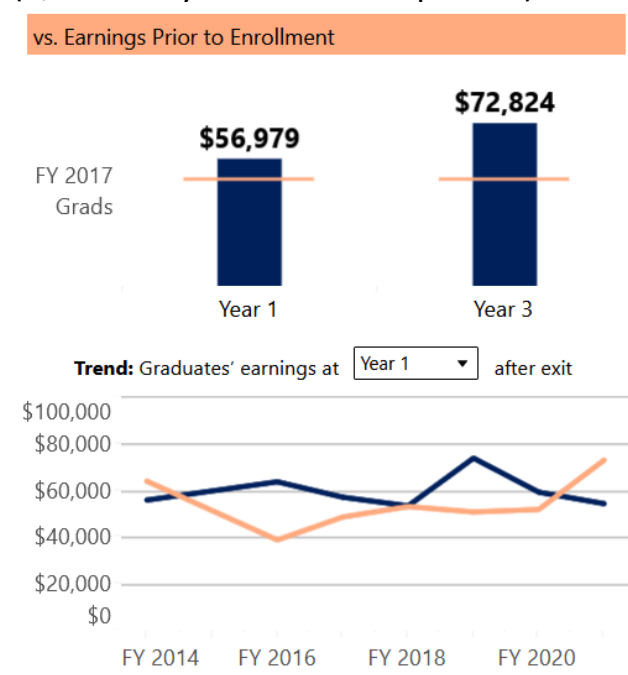 vs. Earnings Prior to Enrollment
$72,824
$56,979
FY 2017
Grads
Year 1
Year 3
Trend: Graduates' earnings at Year 1 after exit
$100,000
$80,000
$60,000
$40,000
$20,000
$0
FY 2014 FY 2016 FY 2018 FY 2020